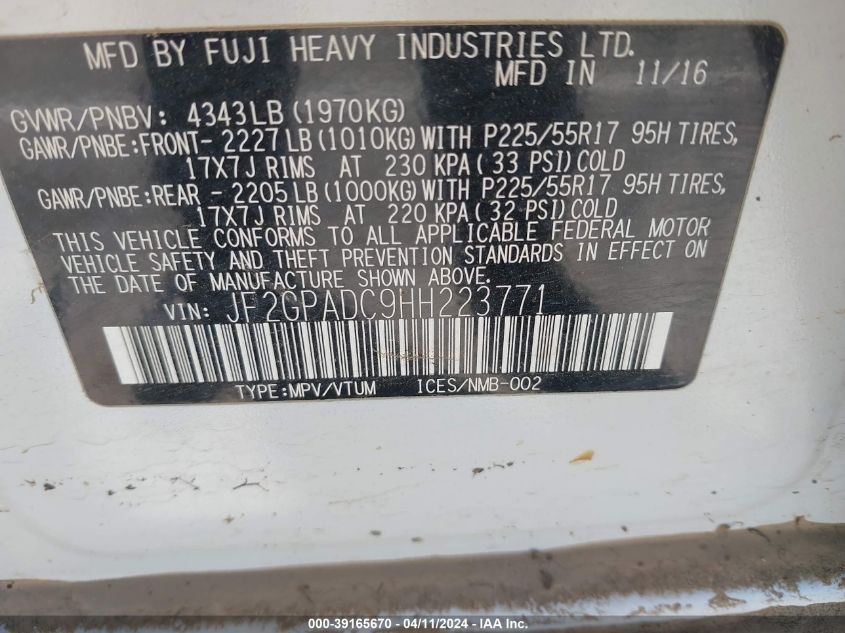 MFD BY FUJI HEAVY INDUSTRIES LTD.
MFD IN 11/16
GVWR/PNBV: 4343LB (1970KG)
GAWR/PNBE:FRONT- 2227LB (1010KG) WITH P225/55R17 95H TIRES,
17X7J RIMS AT 230 KPA (33 PSI) COLD
GAWR/PNBE:REAR - 2205LB (1000KG) WITH P225/55R17 95H TIRES,
17X7J RIMS AT 220 KPA (32 PSI) COLD
THIS VEHICLE CONFORMS TO ALL APPLICABLE FEDERAL MOTOR
VEHICLE SAFETY AND THEFT PREVENTION STANDARDS IN EFFECT ON
THE DATE OF MANUFACTURE SHOWN ABOVE.
VIN: JF2GPADC9HH223771
TYPE:MPV/VTUM ICES/NMB-002
000-39165670 - 04/11/2024 - IAA Inc.